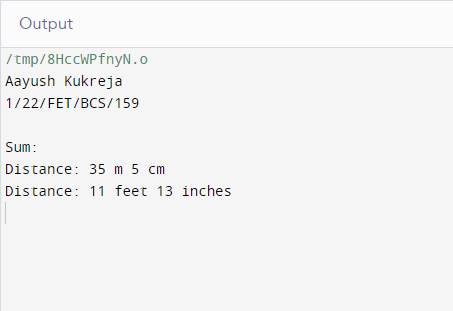 Output
/tmp/8HccWPfnyN.o
Aayush Kukreja
1/22/FET/BCS/159
Sum:
Distance: 35 m 5 cm
Distance: 11 feet 13 inches